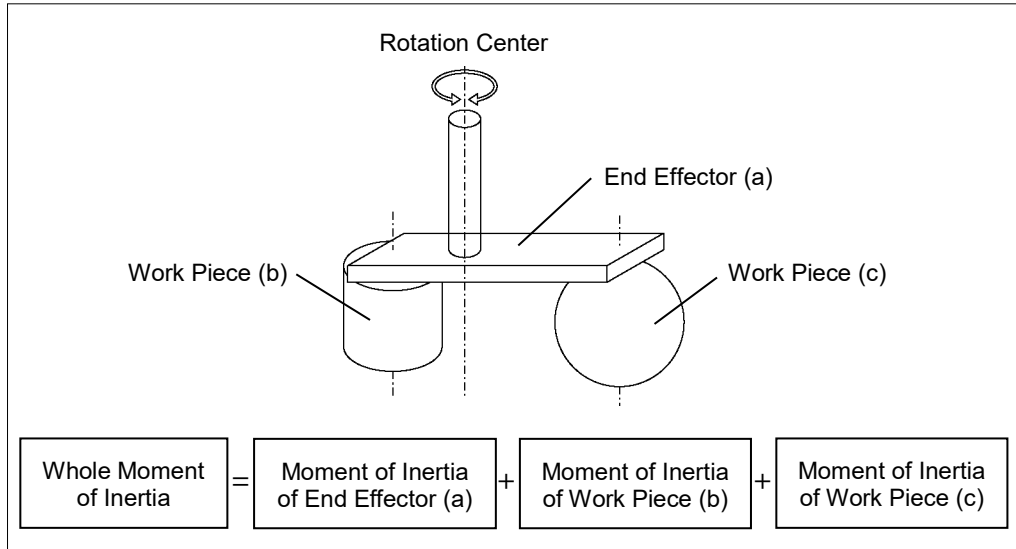 Rotation Center
End Effector (a)
Work Piece (b)
Work Piece (c)
Whole Moment
of Inertia
=
Moment of Inertia
of End Effector (a)
+
Moment of Inertia
of Work Piece (b)
+
Moment of Inertia
of Work Piece (c)